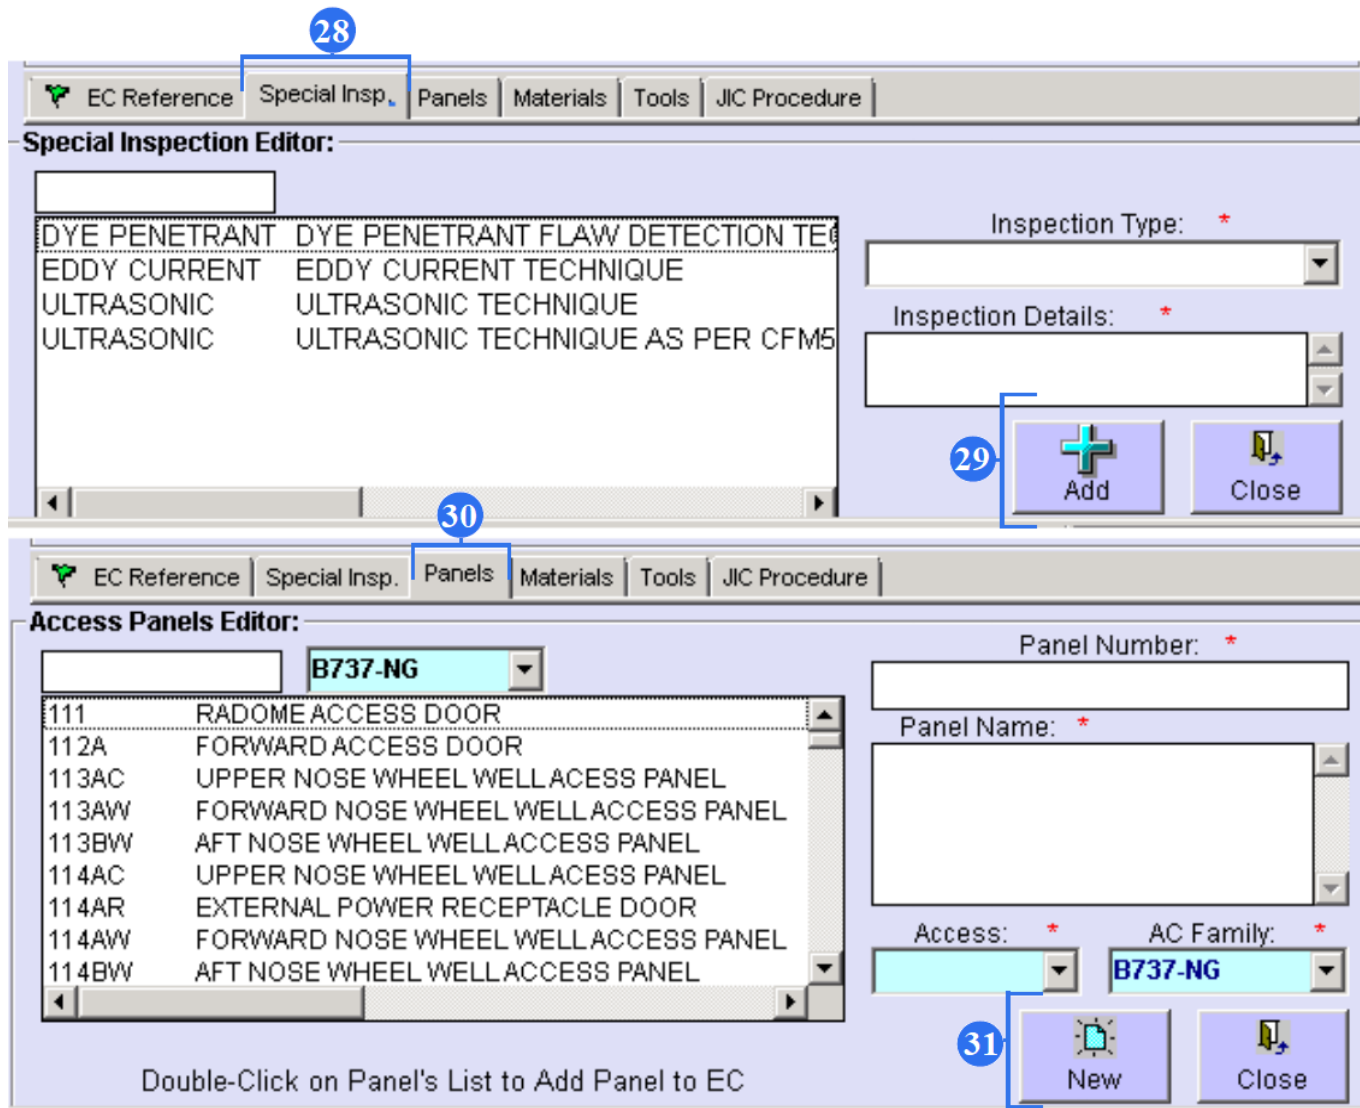 28
EC Reference Special Insp. Panels Materials Tools JIC Procedure
Special Inspection Editor:
DYE PENETRANT DYE PENETRANT FLAW DETECTION
EDDY CURRENT EDDY CURRENT TECHNIQUE
ULTRASONIC ULTRASONIC TECHNIQUE
ULTRASONIC ULTRASONIC TECHNIQUE AS PER CFM5
Inspection Type: *
Inspection Details: *
29
Add
Close
30
EC Reference Special Insp. Panels Materials Tools JIC Procedure
Access Panels Editor:
B737-NG
111 RADOME ACCESS DOOR
112A FORWARD ACCESS DOOR
113AC UPPER NOSE WHEEL WELL ACESS PANEL
113AW FORWARD NOSE WHEEL WELL ACCESS PANEL
113BW AFT NOSE WHEEL WELL ACCESS PANEL
114AC UPPER NOSE WHEEL WELL ACESS PANEL
114AR EXTERNAL POWER RECEPTACLE DOOR
114AW FORWARD NOSE WHEEL WELL ACCESS PANEL
114BW AFT NOSE WHEEL WELL ACCESS PANEL
Double-Click on Panel's List to Add Panel to EC
Panel Number: *
Panel Name: *
Access: * AC Family: *
B737-NG
31
New
Close